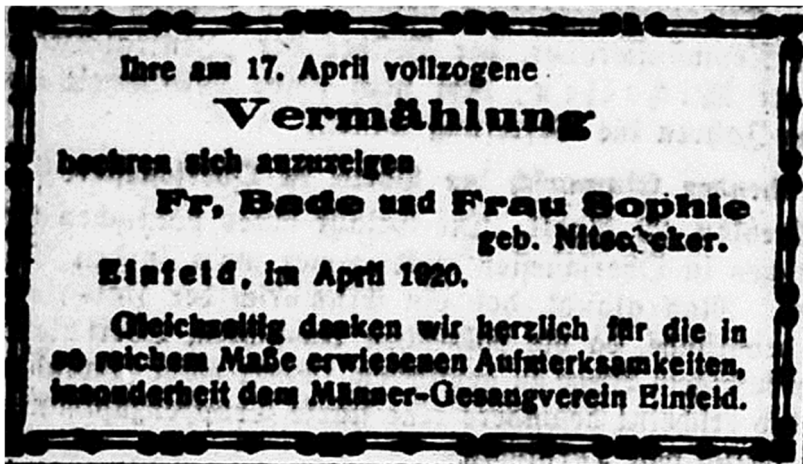 Ihre am 17. April vollzogene
Vermählung
beehren sich anzuzeigen
Fr. Bade und Frau Sophie
geb.
Einfeld, im April 1920.
Gleichzeitig danken wir herzlich für die in
so reichem Maße erwiesenen Aufmerksamkeiten,
insonderheit dem Männer-Gesangverein Einfeld.